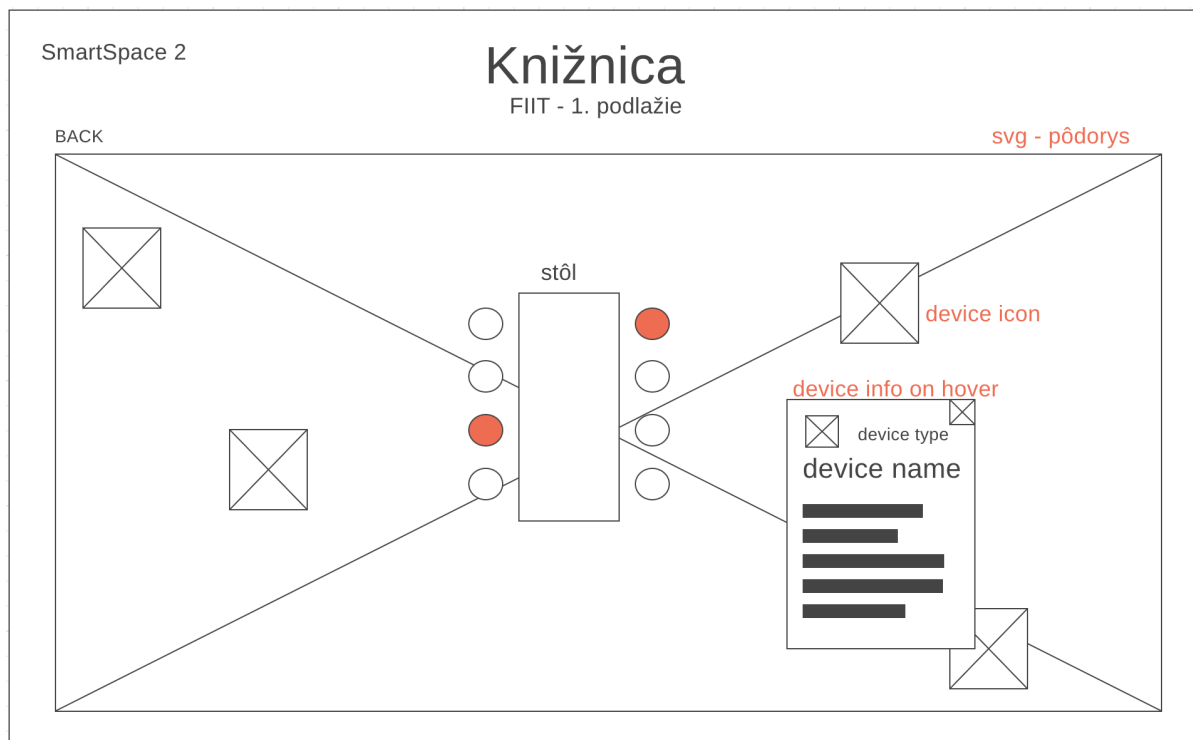 SmartSpace 2
Knižnica
FIIT - 1. podlažie
BACK
svg - pôdorys
stôl
device icon
device info on hover
device type
device name